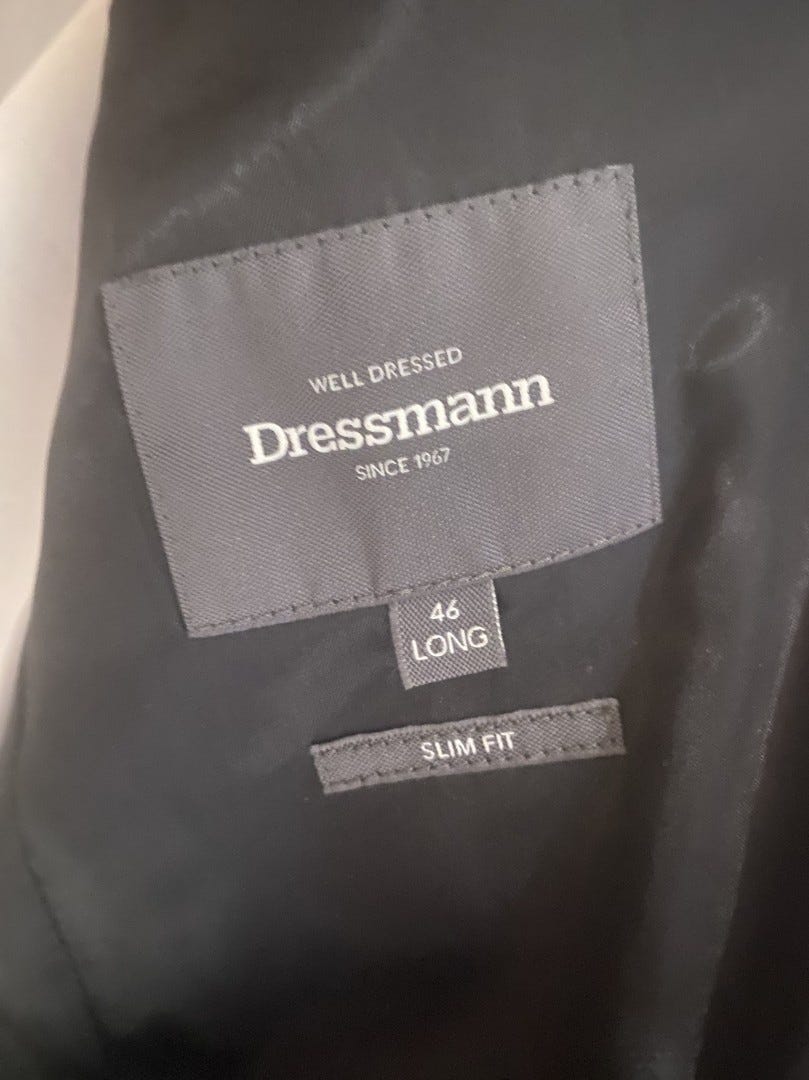 WELL DRESSED
Dressmann
SINCE 1967
46
LONG
SLIM FIT